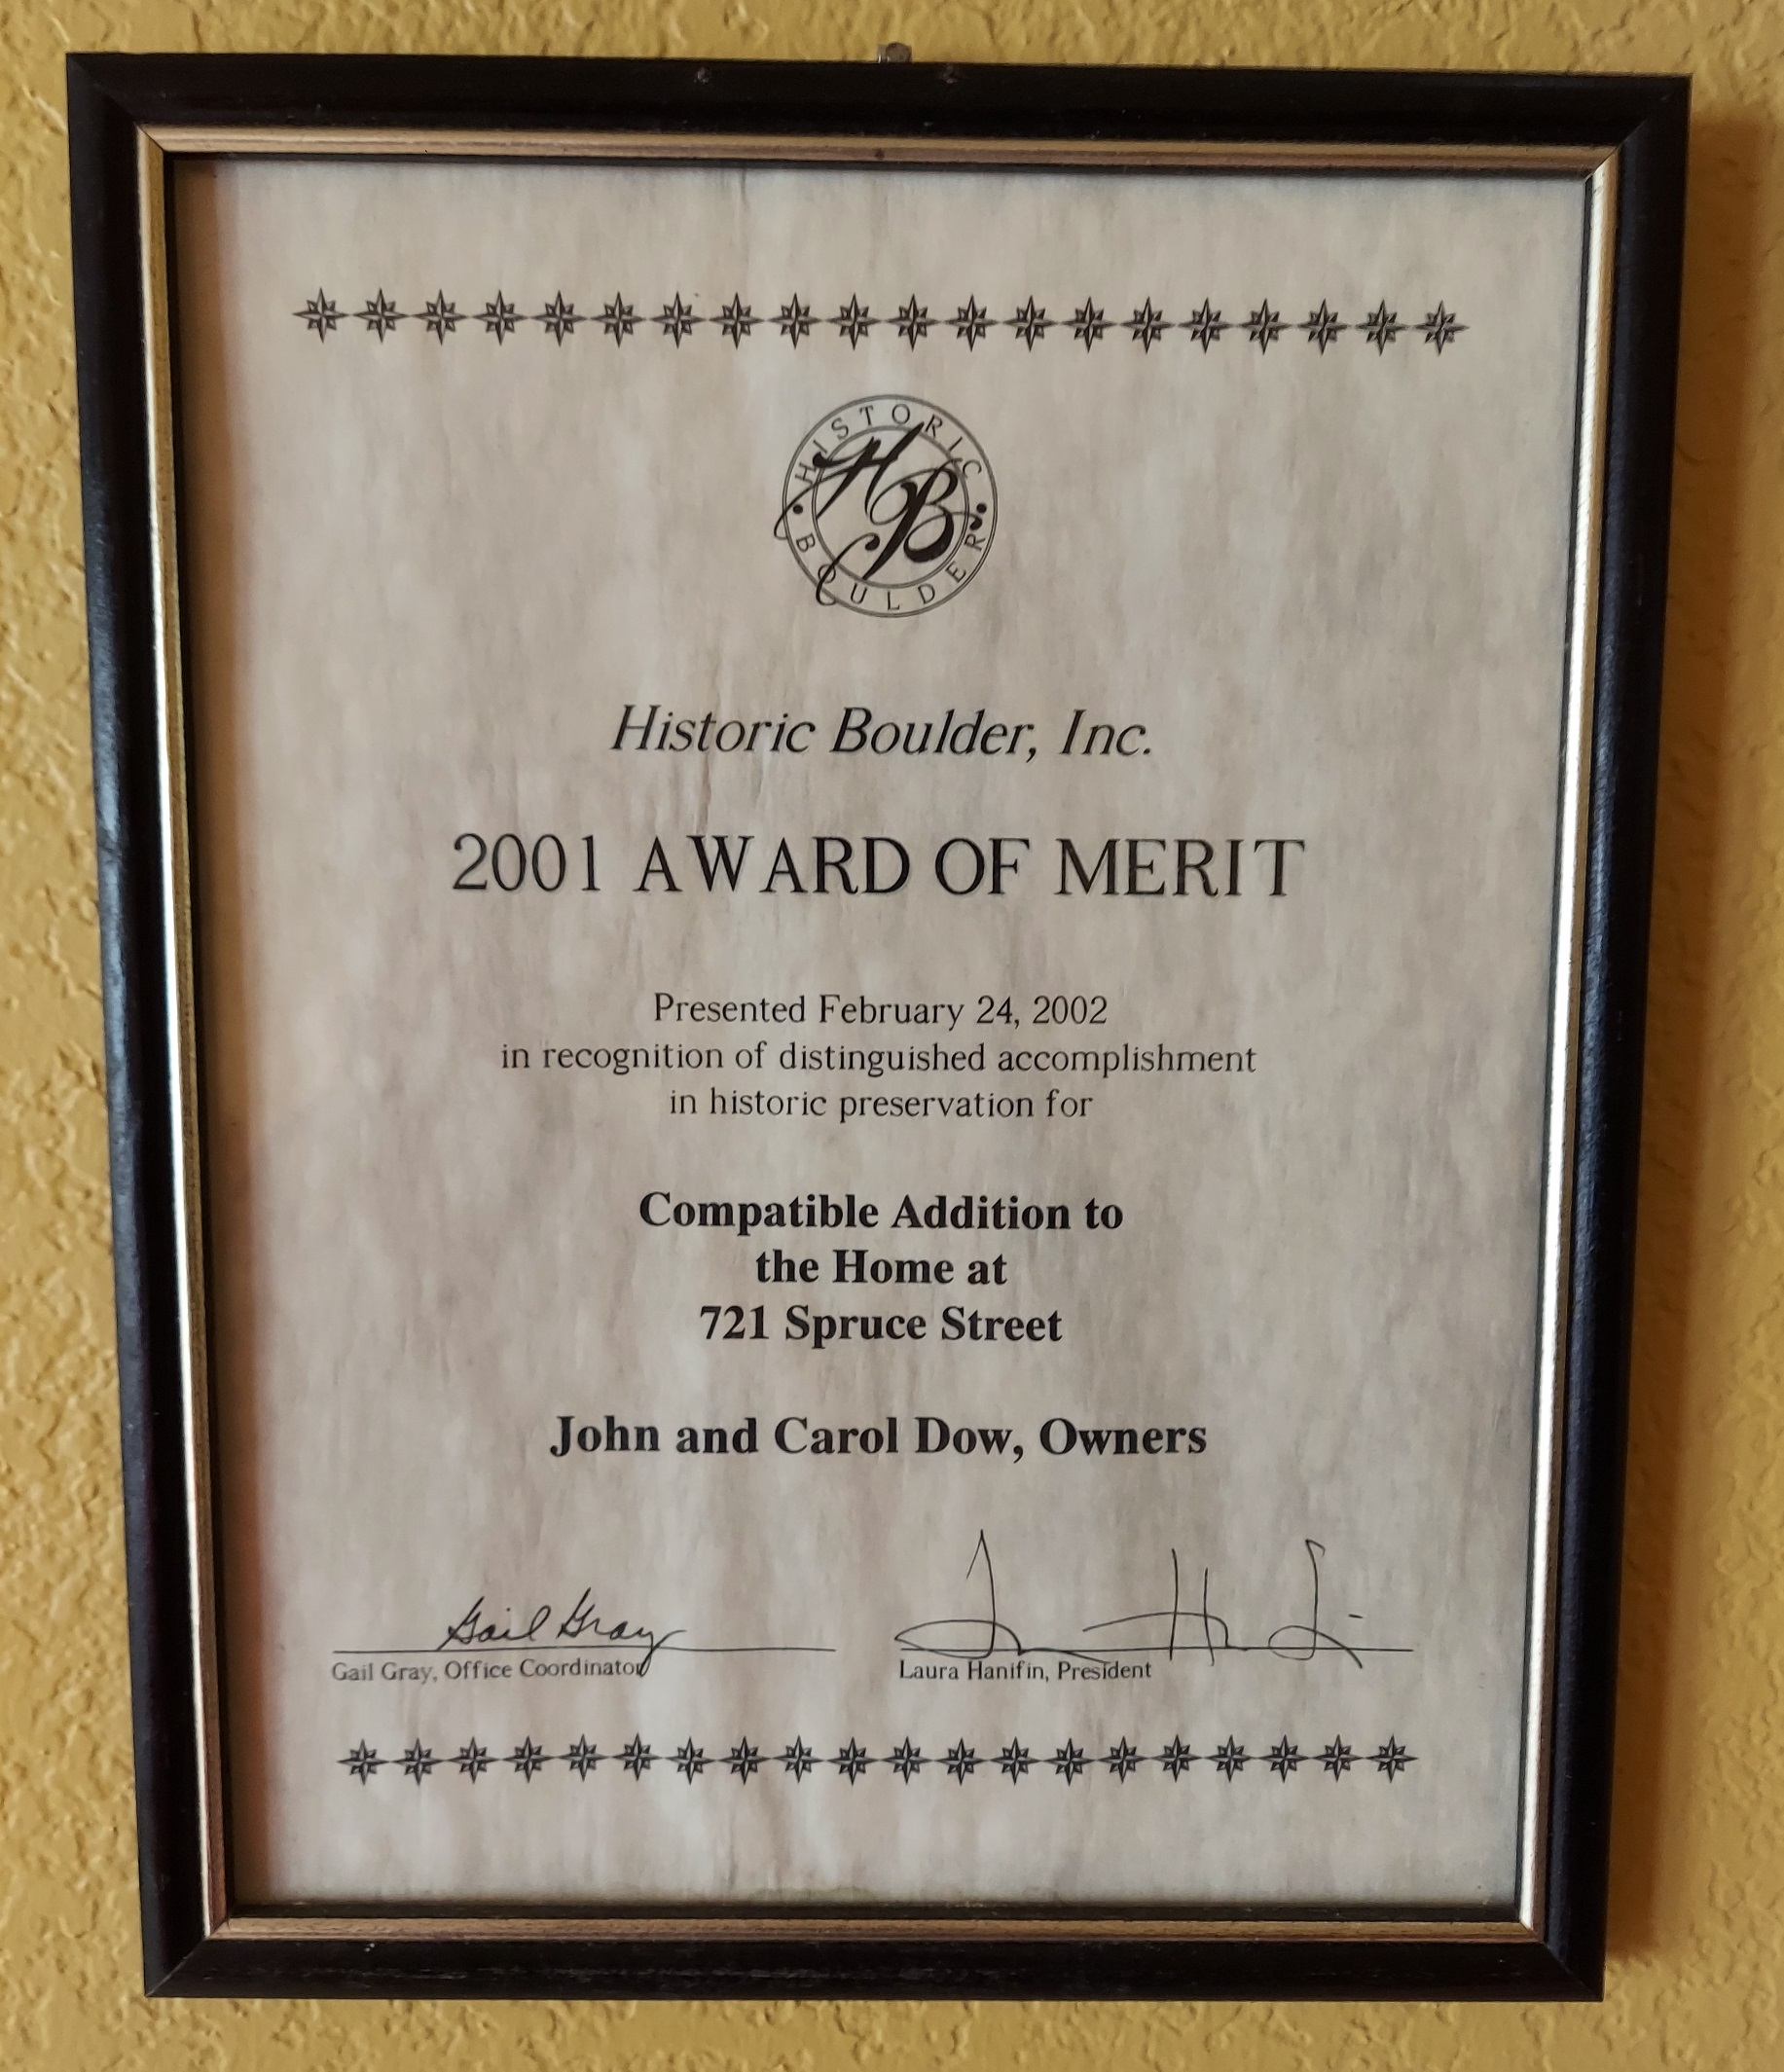 HISTORIC
HB
BOULDER
Historic Boulder, Inc.
2001 AWARD OF MERIT
Presented February 24, 2002
in recognition of distinguished accomplishment
in historic preservation for
Compatible Addition to
the Home at
721 Spruce Street
John and Carol Dow, Owners
Gail Gray
Gail Gray, Office Coordinator
Laura Hanifin, President